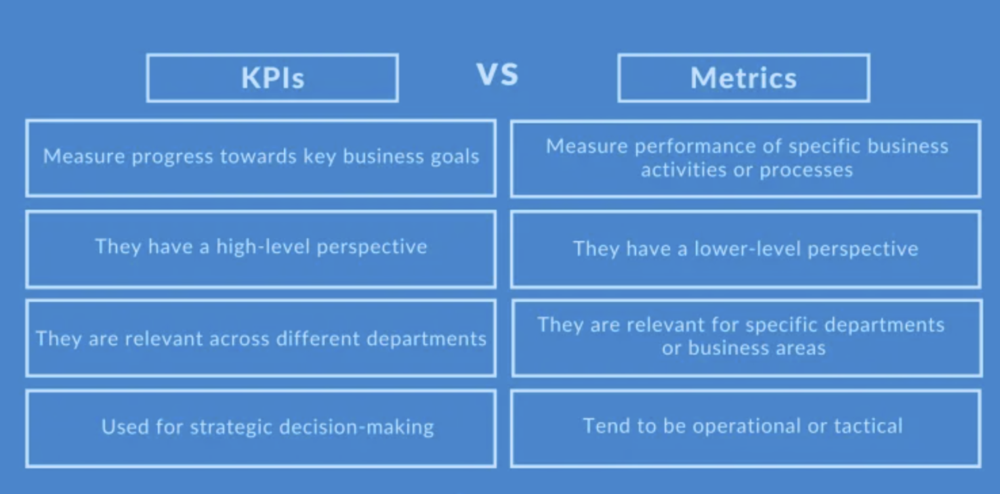 KPIs
vs
Metrics
Measure progress towards key business goals
Measure performance of specific business
activities or processes
They have a high-level perspective
They have a lower-level perspective
They are relevant across different departments
They are relevant for specific departments
or business areas
Used for strategic decision-making
Tend to be operational or tactical